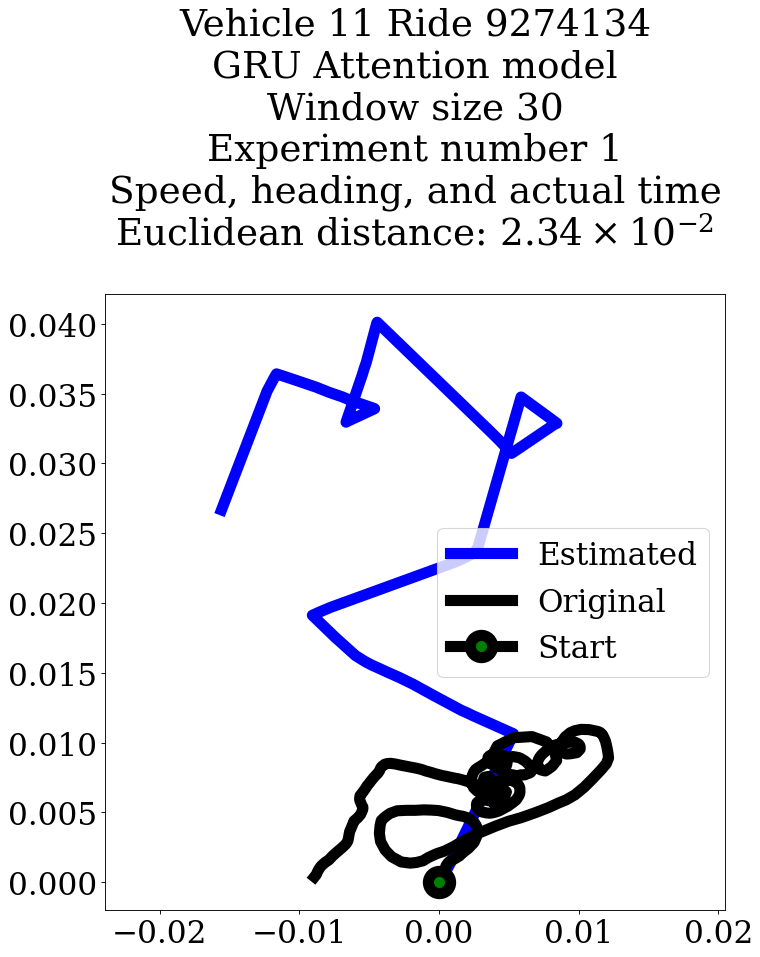 Vehicle 11 Ride 9274134
GRU Attention model
Window size 30
Experiment number 1
Speed, heading, and actual time
Euclidean distance: 2.34 × 10⁻²
0.040
0.035
0.030
0.025
0.020
0.015
0.010
0.005
0.000
Estimated
Original
Start
−0.02 −0.01 0.00 0.01 0.02